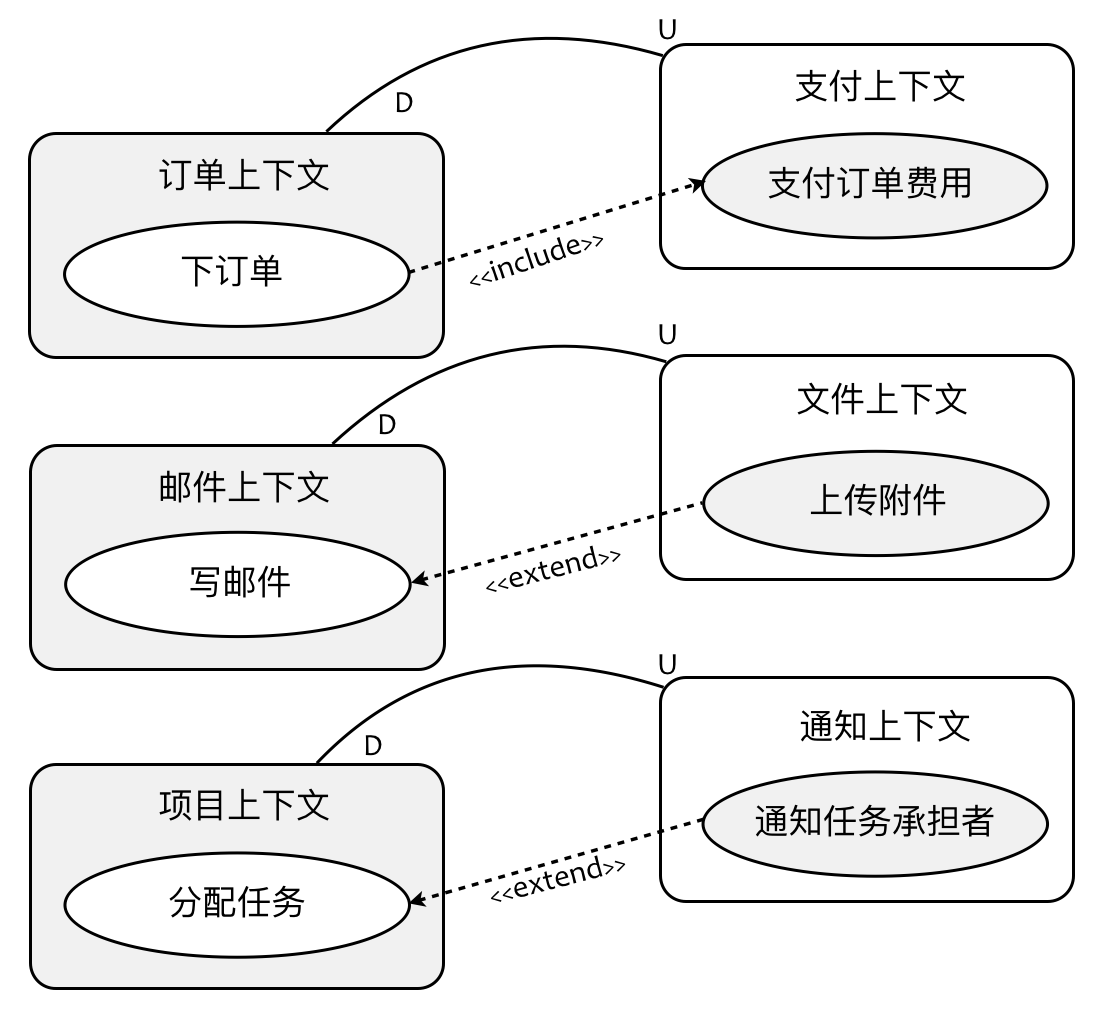 U
D
支付上下文
订单上下文
支付订单费用
下订单
<<include>>
U
D
文件上下文
邮件上下文
上传附件
写邮件
<<extend>>
U
D
通知上下文
项目上下文
通知任务承担者
分配任务
<<extend>>